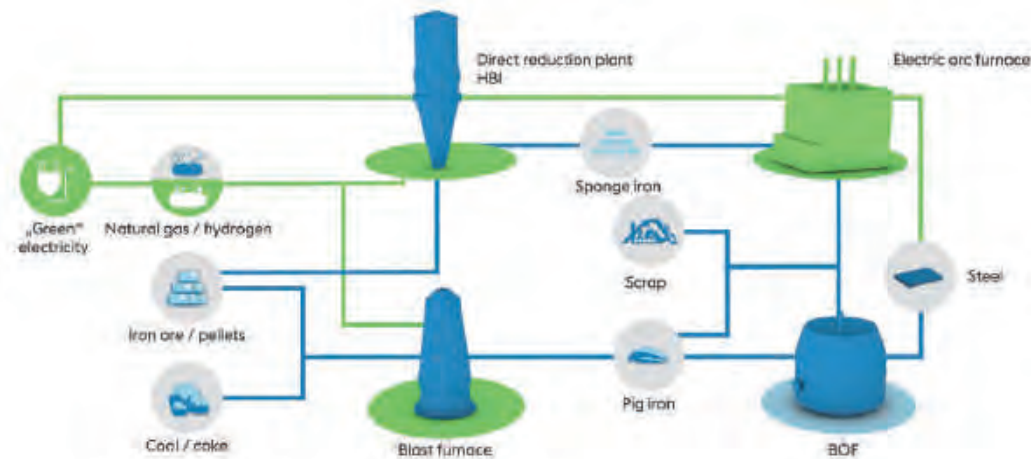 Direct reduction plant
HBI
Electric arc furnace
Sponge iron
„Green“
electricity
Natural gas / hydrogen
Scrap
Steel
Iron ore / pellets
Pig iron
Coal / coke
Blast furnace
BOF